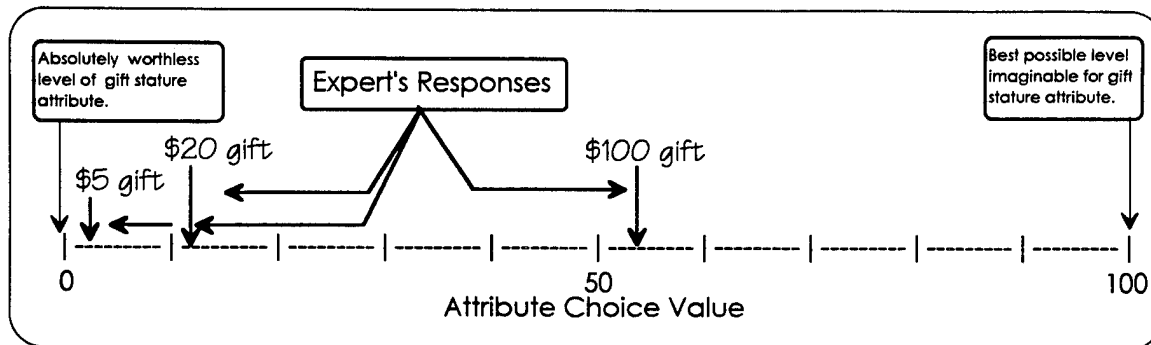 Absolutely worthless
level of gift stature
attribute.
Expert's Responses
Best possible level
imaginable for gift
stature attribute.
$5 gift
$20 gift
$100 gift
0
50
100
Attribute Choice Value